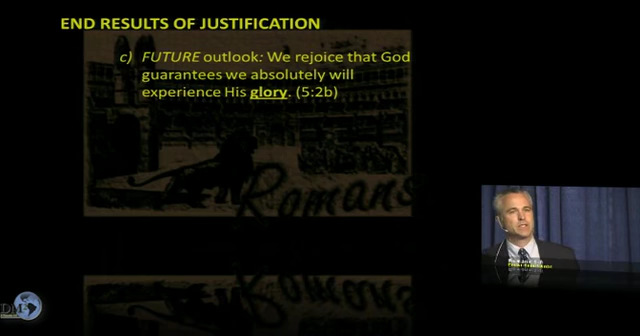 END RESULTS OF JUSTIFICATION
c) FUTURE outlook: We rejoice that God
guarantees we absolutely will
experience His glory. (5:2b)
Romans
DM